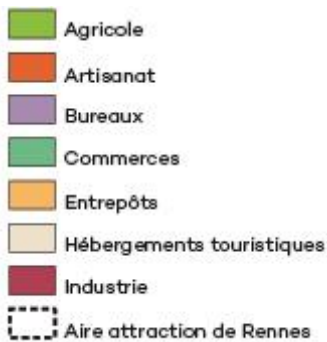 Agricole
Artisanat
Bureaux
Commerces
Entrepôts
Hébergements touristiques
Industrie
Aire attraction de Rennes